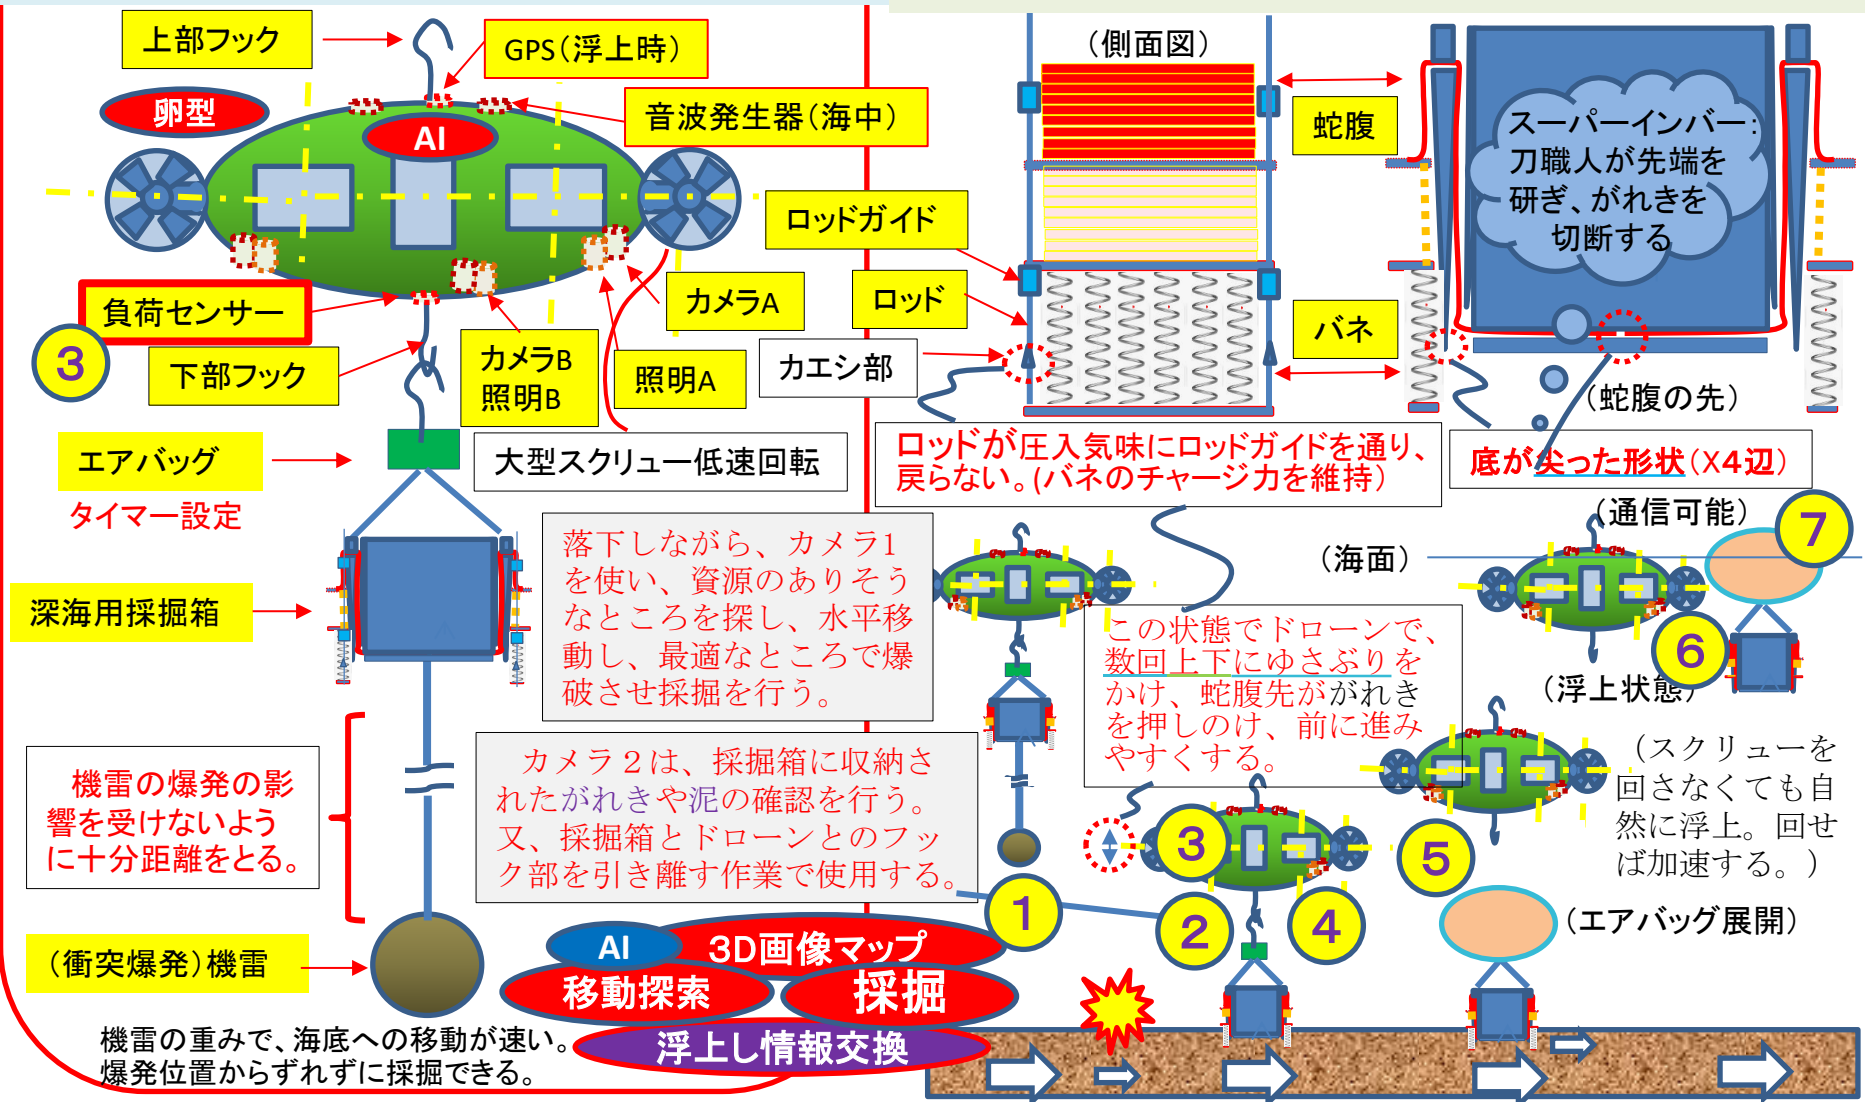 上部フック
GPS(浮上時)
卵型
AI
音波発生器(海中)
負荷センサー
③
下部フック
カメラB
照明B
照明A
カメラA
大型スクリュー低速回転
エアバッグ
タイマー設定
深海用採掘箱
機雷の爆発の影
響を受けないよう
に十分距離をとる。
(衝突爆発)機雷
機雷の重みで、海底への移動が速い。
爆発位置からずれずに採掘できる。
落下しながら、カメラ1
を使い、資源のありそう
なところを探し、水平移
動し、最適なところで爆
破させ採掘を行う。
カメラ２は、採掘箱に収納さ
れたがれきや泥の確認を行う。
又、採掘箱とドローンとのフッ
ク部を引き離す作業で使用する。
AI
3D画像マップ
移動探索
採掘
浮上し情報交換
(側面図)
蛇腹
ロッドガイド
ロッド
カエシ部
バネ
スーパーインバー:
刀職人が先端を
研ぎ、がれきを
切断する
(蛇腹の先)
ロッドが圧入気味にロッドガイドを通り、
戻らない。(バネのチャージ力を維持)
底が尖った形状(X4辺)
(通信可能)
⑦
(海面)
⑥
(浮上状態)
この状態でドローンで、
数回上下にゆさぶりを
かけ、蛇腹先ががれき
を押しのけ、前に進み
やすくする。
(スクリューを
回さなくても自
然に浮上。回せ
ば加速する。)
①
②
③
④
⑤
(エアバッグ展開)